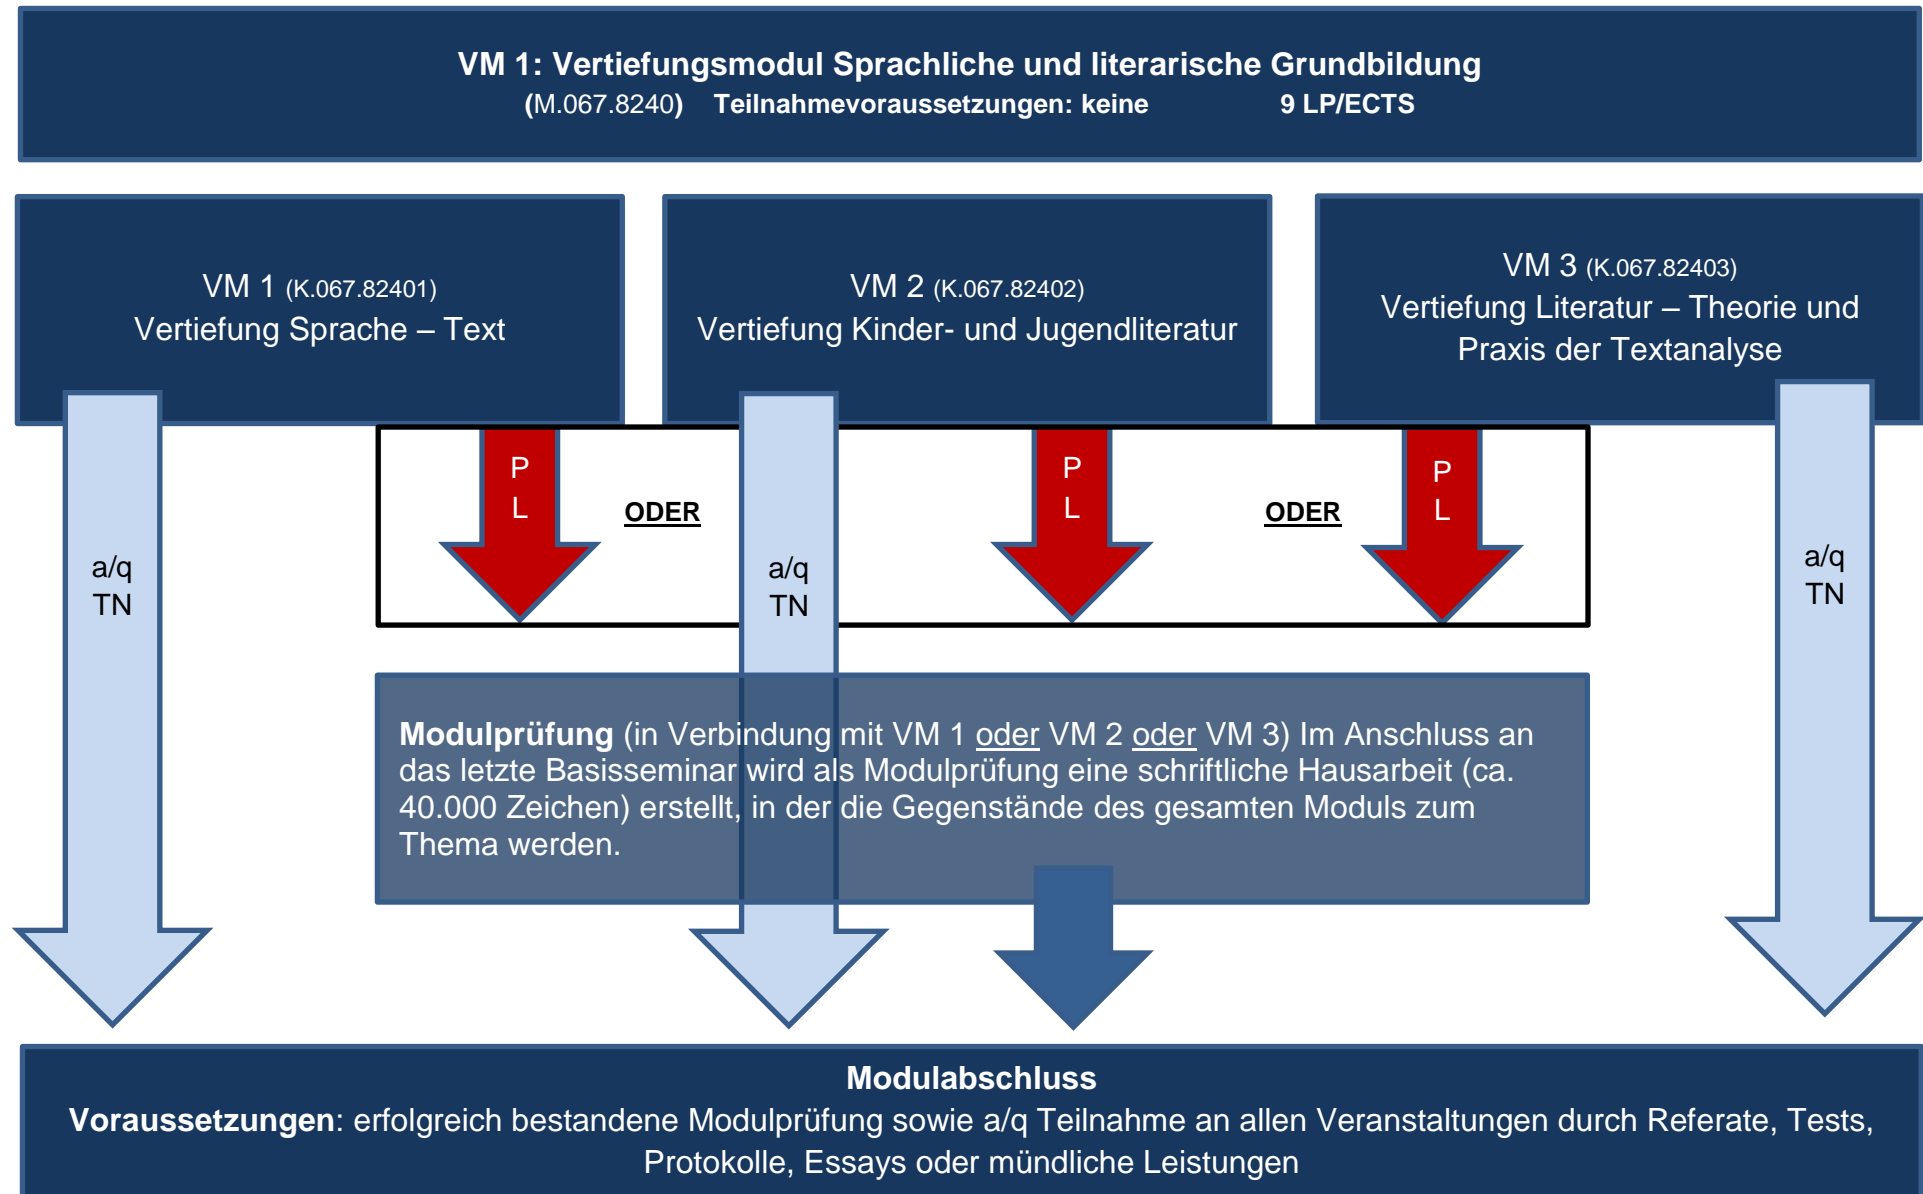 VM 1: Vertiefungsmodul Sprachliche und literarische Grundbildung
(M.067.8240) Teilnahmevoraussetzungen: keine 9 LP/ECTS
VM 1 (K.067.82401)
Vertiefung Sprache – Text
VM 2 (K.067.82402)
Vertiefung Kinder- und Jugendliteratur
VM 3 (K.067.82403)
Vertiefung Literatur – Theorie und
Praxis der Textanalyse
a/q
TN
P
L
ODER
a/q
TN
P
L
ODER
P
L
a/q
TN
Modulprüfung (in Verbindung mit VM 1 oder VM 2 oder VM 3) Im Anschluss an
das letzte Basisseminar wird als Modulprüfung eine schriftliche Hausarbeit (ca.
40.000 Zeichen) erstellt, in der die Gegenstände des gesamten Moduls zum
Thema werden.
Modulabschluss
Voraussetzungen: erfolgreich bestandene Modulprüfung sowie a/q Teilnahme an allen Veranstaltungen durch Referate, Tests,
Protokolle, Essays oder mündliche Leistungen